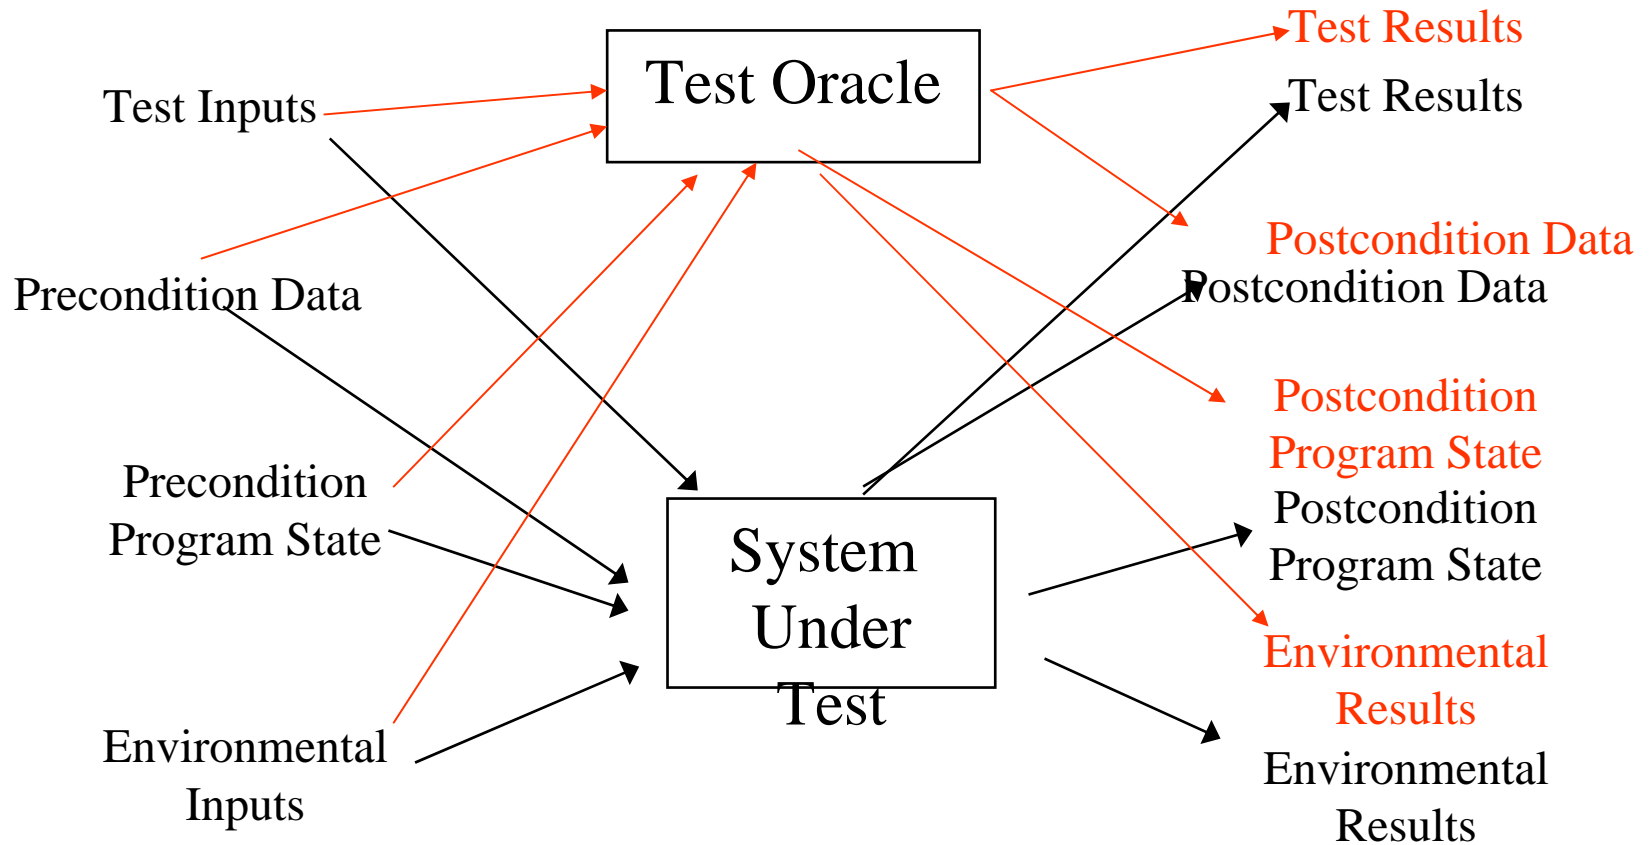 Test Inputs
Precondition Data
Precondition
Program State
Environmental
Inputs
Test Oracle
System
Under
Test
Test Results
Test Results
Postcondition Data
Postcondition Data
Postcondition
Program State
Postcondition
Program State
Environmental
Results
Environmental
Results